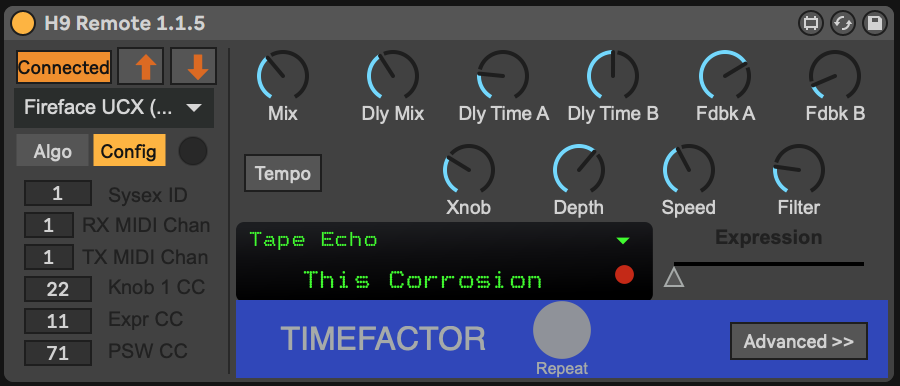 H9 Remote 1.1.5
Connected
Fireface UCX (...
Algo Config
1 Sysex ID
1 RX MIDI Chan
1 TX MIDI Chan
22 Knob 1 CC
11 Expr CC
71 PSW CC
Mix Dly Mix Dly Time A Dly Time B Fdbk A Fdbk B
Tempo
Xnob Depth Speed Filter
Tape Echo
This Corrosion
Expression
TIMEFACTOR
Repeat
Advanced >>